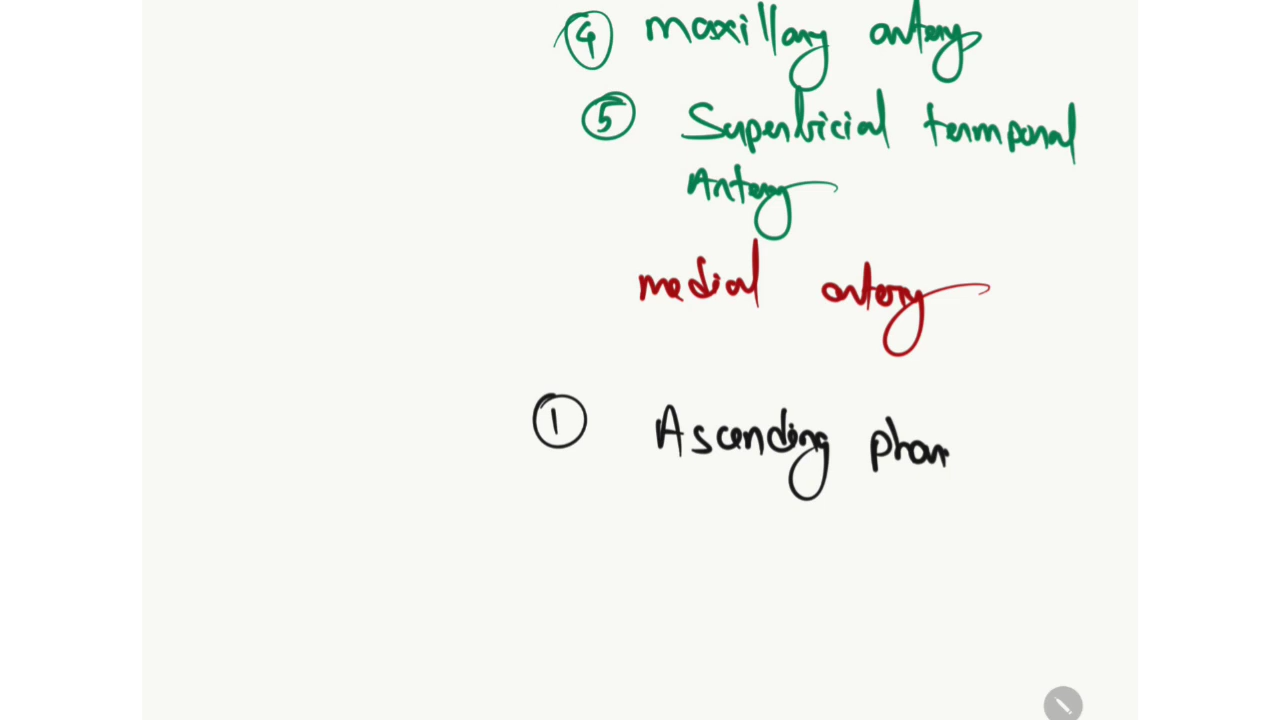 ④ maxillary artery
⑤ Superficial temporal
Artery
medial artery
① Ascending phar